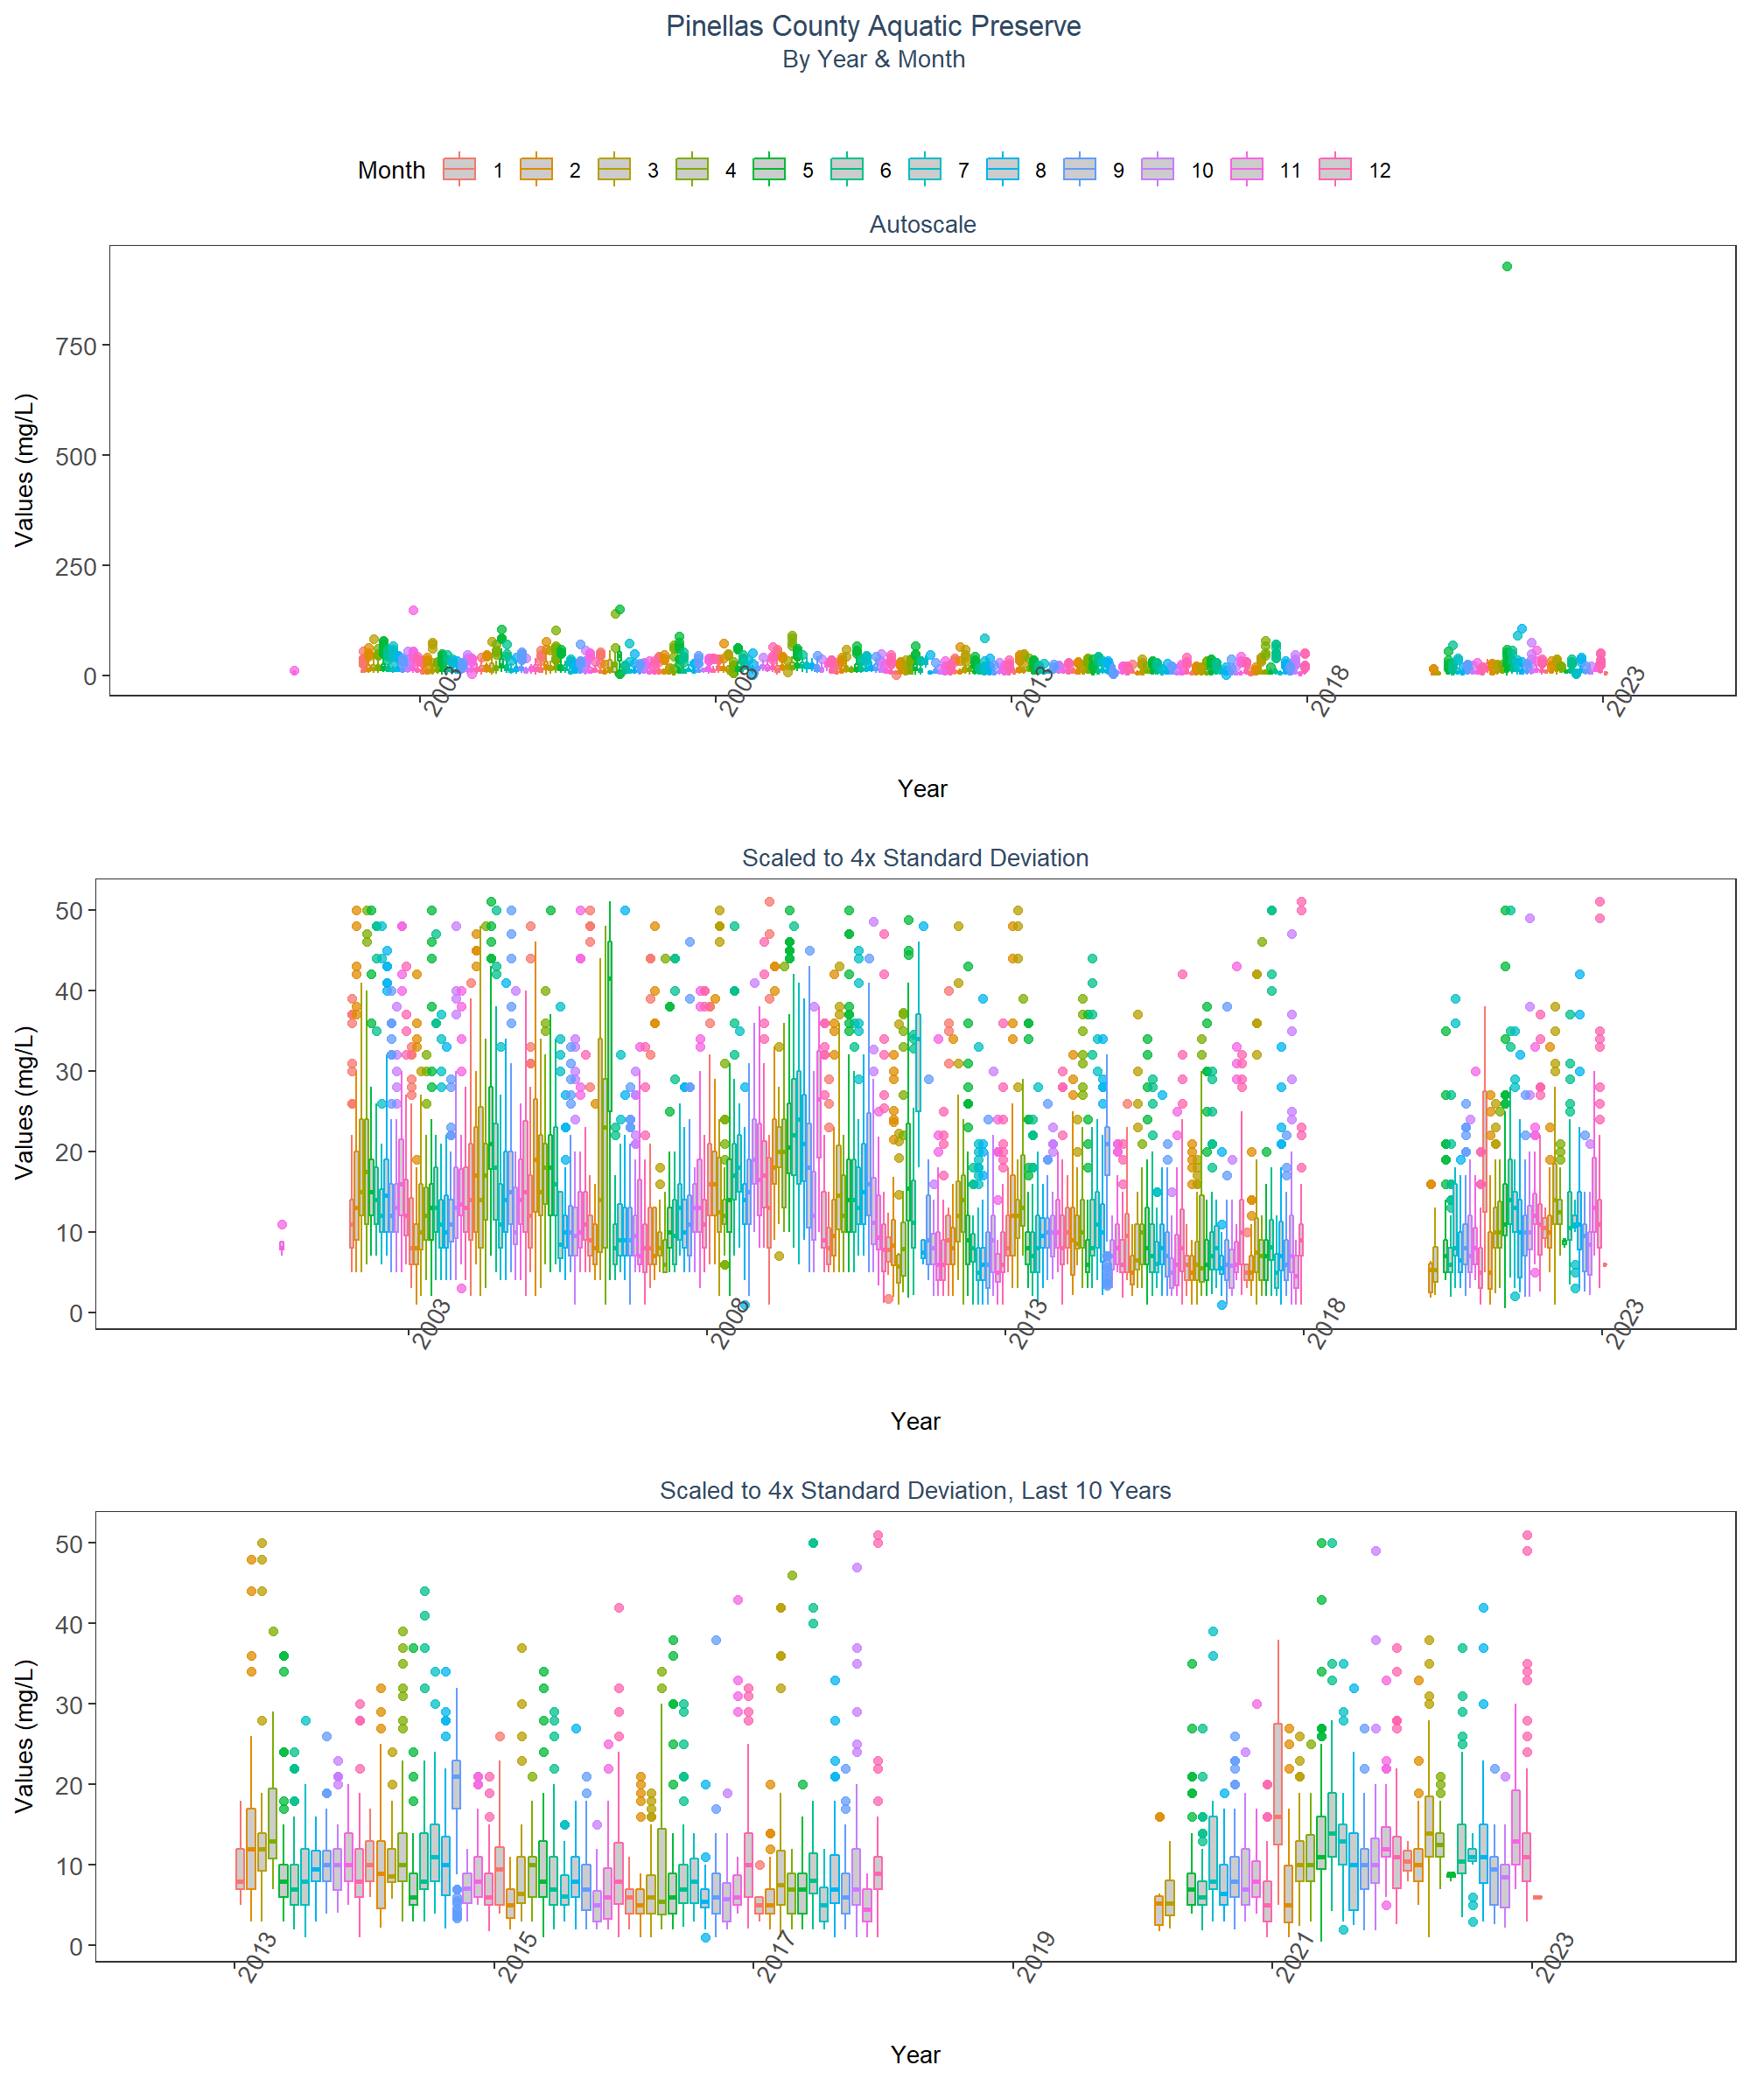 Pinellas County Aquatic Preserve
By Year & Month
Month 1 2 3 4 5 6 7 8 9 10 11 12
Autoscale
Values (mg/L)
750
500
250
0
2003 2008 2013 2018 2023
Year
Scaled to 4x Standard Deviation
Values (mg/L)
50
40
30
20
10
0
2003 2008 2013 2018 2023
Year
Scaled to 4x Standard Deviation, Last 10 Years
Values (mg/L)
50
40
30
20
10
0
2013 2015 2017 2019 2021 2023
Year